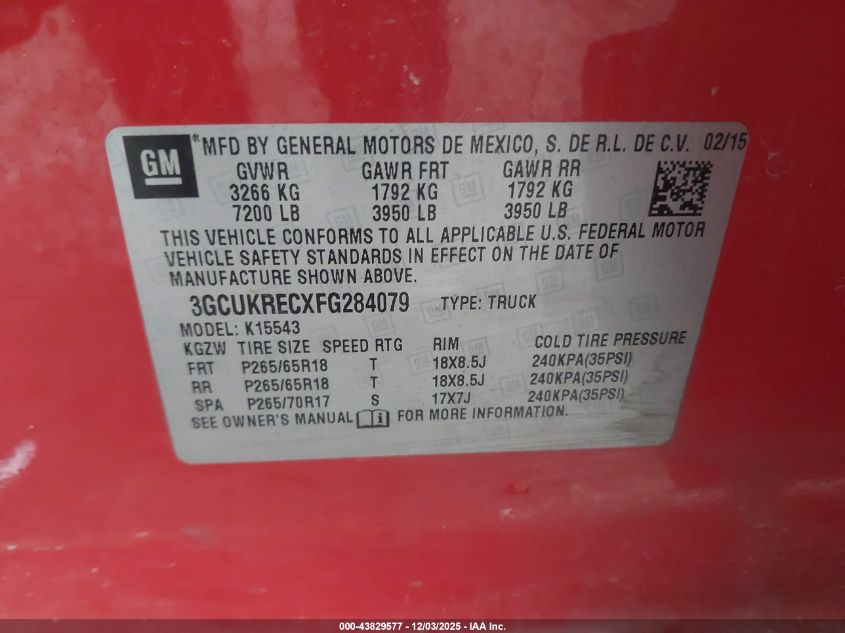 GM ® MFD BY GENERAL MOTORS DE MEXICO, S. DE R.L. DE C.V. 02/15
GVWR GAWR FRT GAWR RR
3266 KG 1792 KG 1792 KG
7200 LB 3950 LB 3950 LB
THIS VEHICLE CONFORMS TO ALL APPLICABLE U.S. FEDERAL MOTOR
VEHICLE SAFETY STANDARDS IN EFFECT ON THE DATE OF
MANUFACTURE SHOWN ABOVE.
3GCUKRECXFG284079 TYPE: TRUCK
MODEL: K15543
KGZW TIRE SIZE SPEED RTG RIM COLD TIRE PRESSURE
FRT P265/65R18 T 18X8.5J 240KPA(35PSI)
RR P265/65R18 T 18X8.5J 240KPA(35PSI)
SPA P265/70R17 S 17X7J 240KPA(35PSI)
SEE OWNER'S MANUAL FOR MORE INFORMATION.
000-43829577 - 12/03/2025 - IAA Inc.